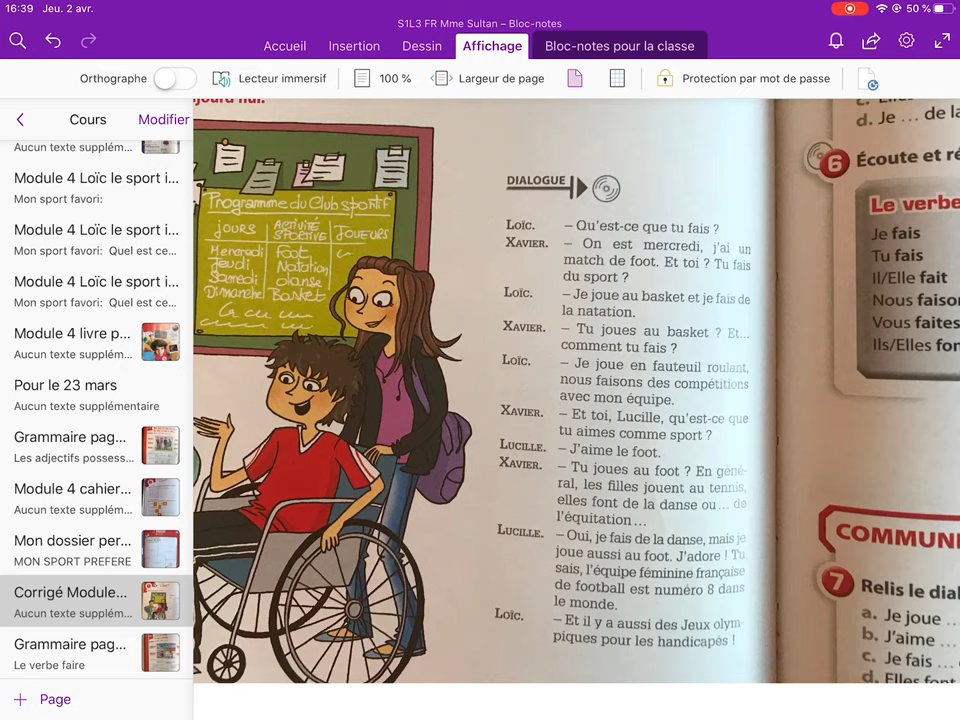 16:39 Jeu. 2 avr.
50 %
S1L3 FR Mme Sultan – Bloc-notes
Accueil Insertion Dessin Affichage Bloc-notes pour la classe
Orthographe Lecteur immersif 100 % Largeur de page Protection par mot de passe
Cours Modifier
Aucun texte supplém...
Module 4 Loïc le sport i...
Mon sport favori:
Module 4 Loïc le sport i...
Mon sport favori: Quel est ce...
Module 4 Loïc le sport i...
Mon sport favori: Quel est ce...
Module 4 livre p...
Aucun texte supplém...
Pour le 23 mars
Aucun texte supplémentaire
Grammaire pag...
Les adjectifs possess...
Module 4 cahier...
Aucun texte supplém...
Mon dossier per...
MON SPORT PREFERE
Corrigé Module...
Aucun texte supplém...
Grammaire pag...
Le verbe faire
Page
Programme du Club sportif
JOURS ACTIVITÉ SPORTIVE JOUEURS
Mercredi Foot
Jeudi Natation
Samedi danse
Dimanche Basket
DIALOGUE
LOÏC. – Qu'est-ce que tu fais ?
XAVIER. – On est mercredi, j'ai un
match de foot. Et toi ? Tu fais
du sport ?
LOÏC. – Je joue au basket et je fais de
la natation.
XAVIER. – Tu joues au basket ? Et...
comment tu fais ?
LOÏC. – Je joue en fauteuil roulant,
nous faisons des compétitions
avec mon équipe.
XAVIER. – Et toi, Lucille, qu'est-ce que
tu aimes comme sport ?
LUCILLE. – J'aime le foot.
XAVIER. – Tu joues au foot ? En géné-
ral, les filles jouent au tennis,
elles font de la danse ou... de
l'équitation...
LUCILLE. – Oui, je fais de la danse, mais je
joue aussi au foot. J'adore ! Tu
sais, l'équipe féminine française
de football est numéro 8 dans
le monde.
LOÏC. – Et il y a aussi des Jeux olym-
piques pour les handicapés !
d. Je ... de la
6 Écoute et ré
Le verbe
Je fais
Tu fais
Il/Elle fait
Nous faiso
Vous faites
Ils/Elles fon
COMMUN
7 Relis le dial
a. Je joue ...
b. J'aime ...
c. Je fais ...
d. Elles font